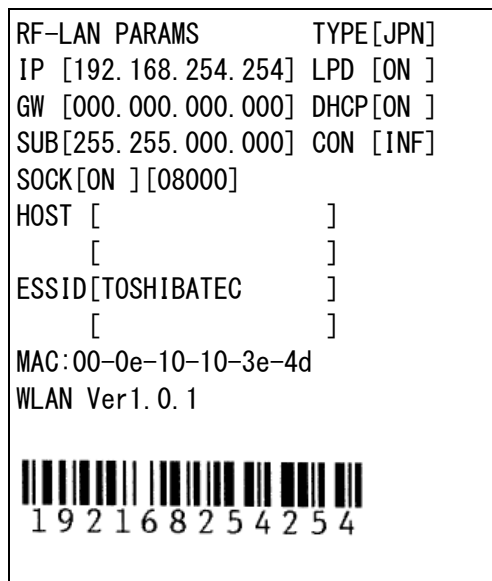 RF-LAN PARAMS TYPE[JPN]
IP [192.168.254.254] LPD [ON ]
GW [000.000.000.000] DHCP[ON ]
SUB[255.255.000.000] CON [INF]
SOCK[ON ][08000]
HOST [ ]
[ ]
ESSID[TOSHIBATEC ]
[ ]
MAC:00-0e-10-10-3e-4d
WLAN Ver1.0.1
192168254254